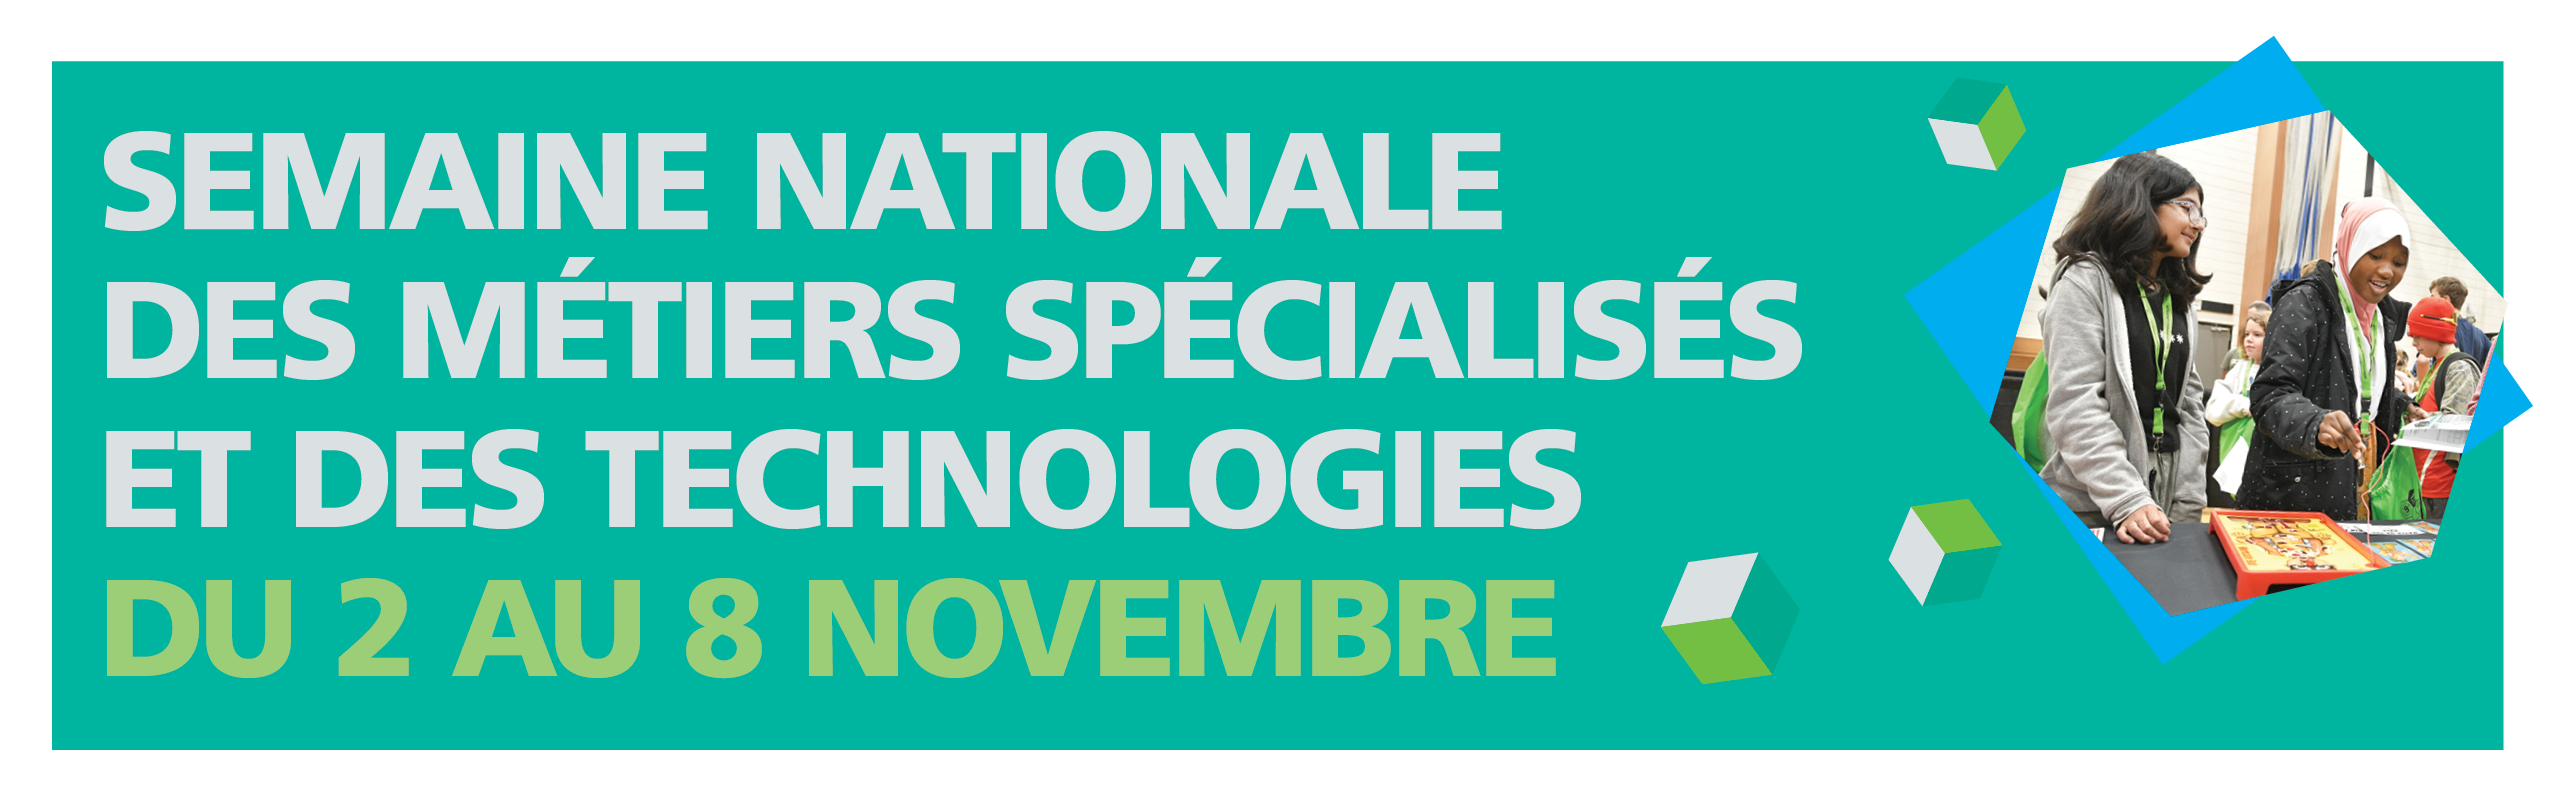 SEMAINE NATIONALE
DES MÉTIERS SPÉCIALISÉS
ET DES TECHNOLOGIES
DU 2 AU 8 NOVEMBRE